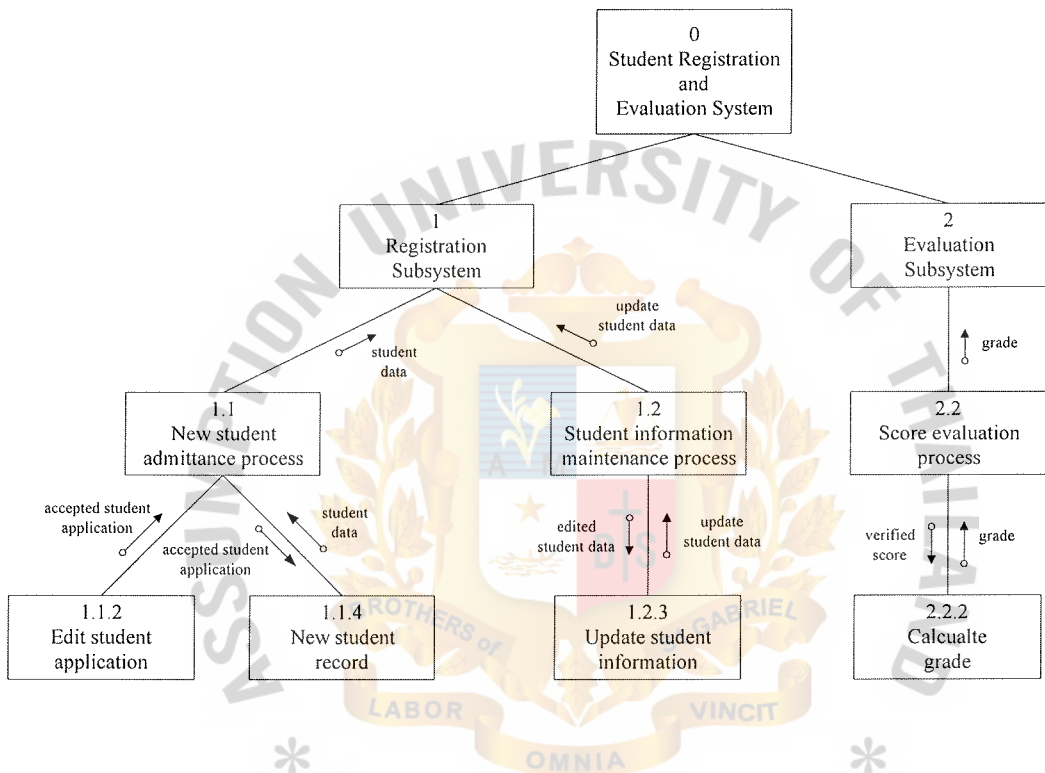 0
Student Registration
and
Evaluation System
1
Registration
Subsystem
2
Evaluation
Subsystem
student
data
update
student data
grade
1.1
New student
admittance process
1.2
Student information
maintenance process
2.2
Score evaluation
process
accepted student
application
accepted student
application
student
data
edited
student data
update
student data
verified
score
grade
1.1.2
Edit student
application
1.1.4
New student
record
1.2.3
Update student
information
2.2.2
Calcualte
grade
ASSUMPTION UNIVERSITY OF THAILAND
D S
BROTHERS of
GABRIEL
LABOR
OMNIA
VINCIT